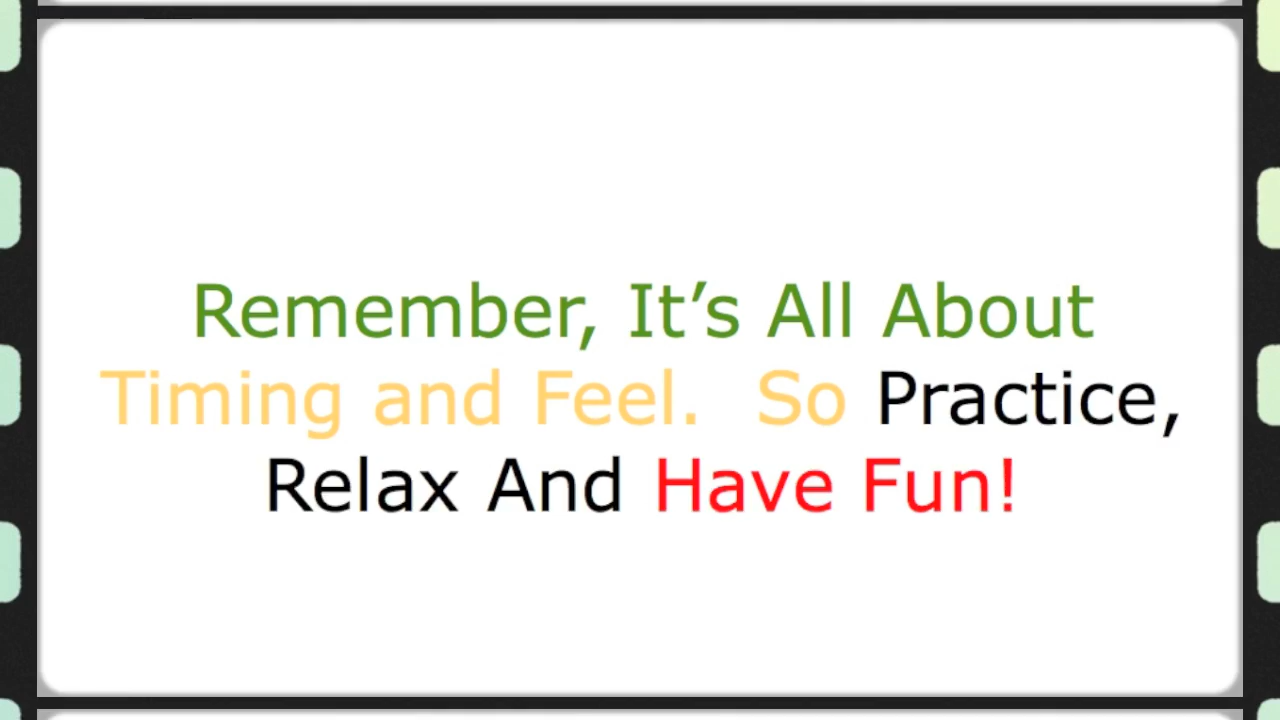 Remember, It’s All About
Timing and Feel.  So Practice,
Relax And Have Fun!